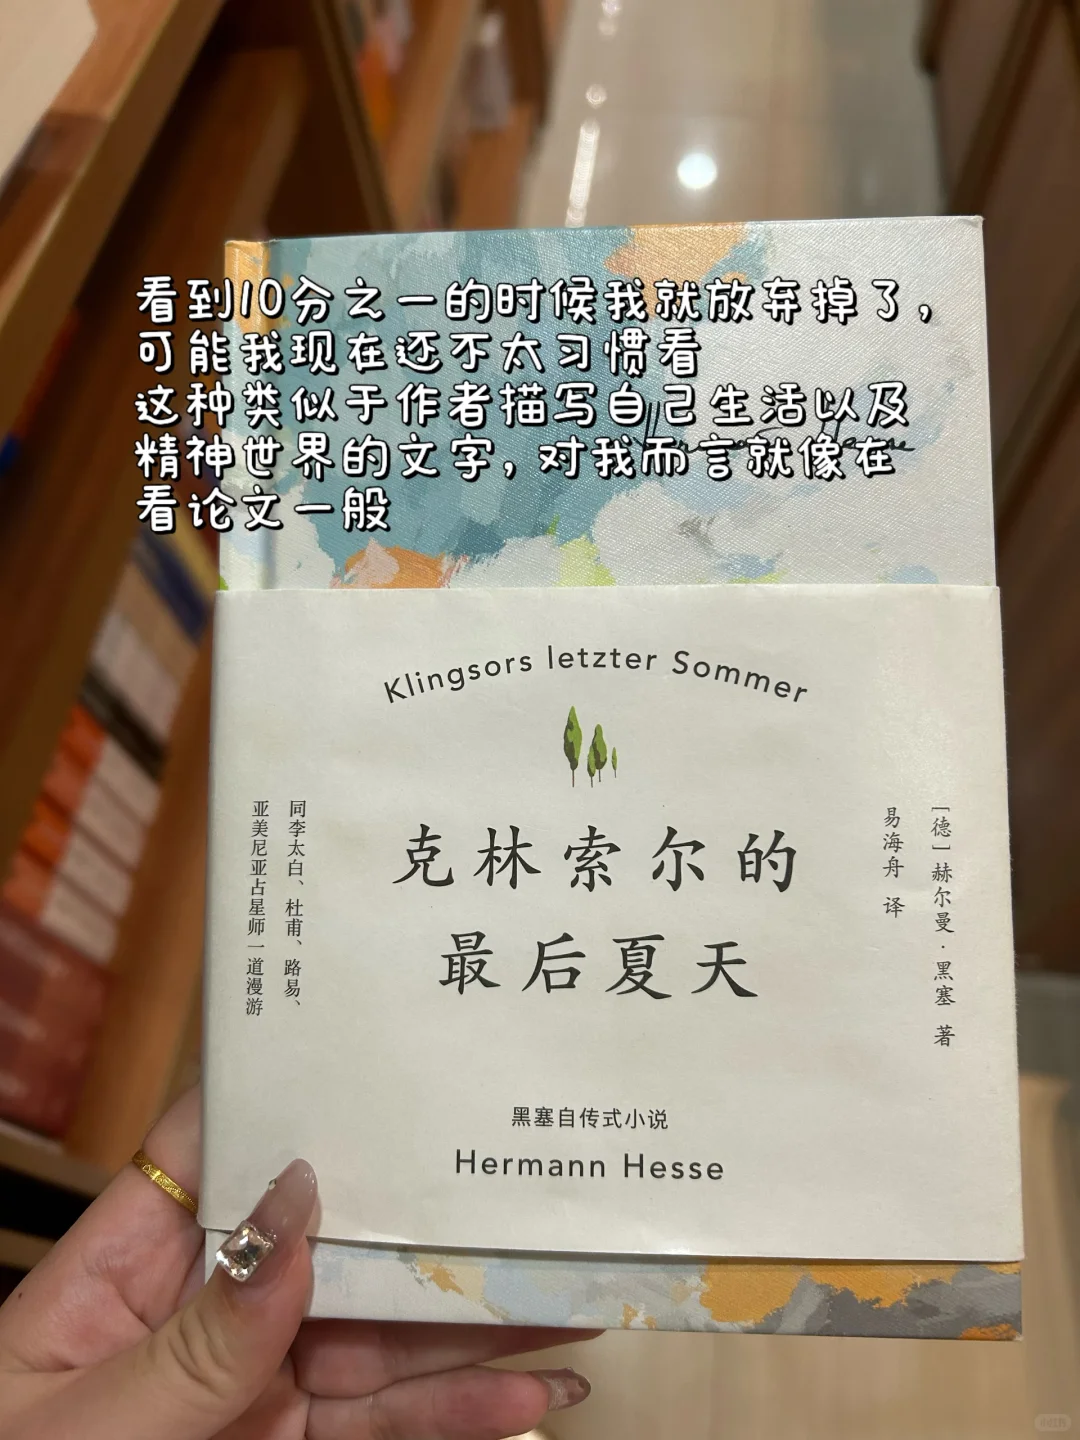 看到10分之一的时候我就放弃掉了，
可能我现在还不太习惯看
这种类似于作者描写自己生活以及
精神世界的文字，对我而言就像在
看论文一般
Klingsors letzter Sommer
克林索尔的
最后夏天
[德] 赫尔曼·黑塞 著
易海舟 译
同李太白、杜甫、路易、
亚美尼亚占星师一道漫游
黑塞自传式小说
Hermann Hesse